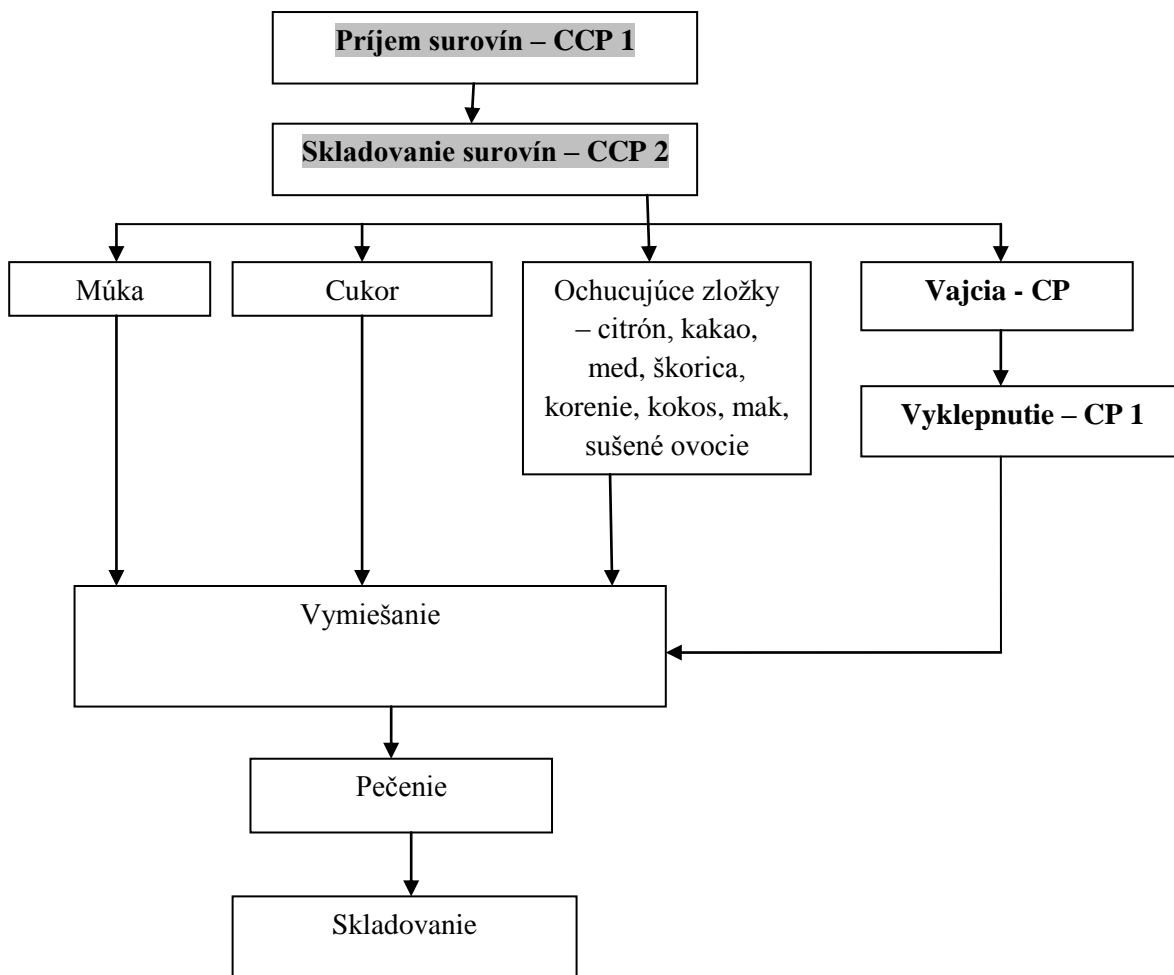 Príjem surovín – CCP 1
Skladovanie surovín – CCP 2
Múka
Cukor
Ochucujúce zložky
– citrón, kakao,
med, škorica,
korenie, kokos, mak,
sušené ovocie
Vajcia - CP
Vyklepnutie – CP 1
Vymiešanie
Pečenie
Skladovanie